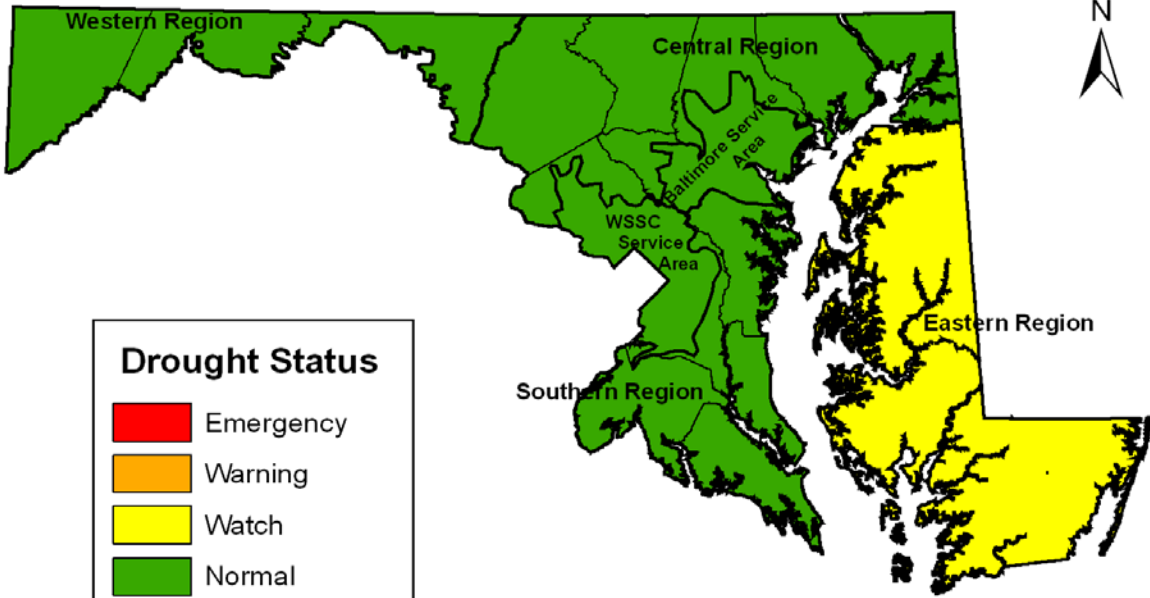 N
Western Region
Central Region
Baltimore Service
Area
WSSC
Service
Area
Eastern Region
Southern Region
Drought Status
Emergency
Warning
Watch
Normal